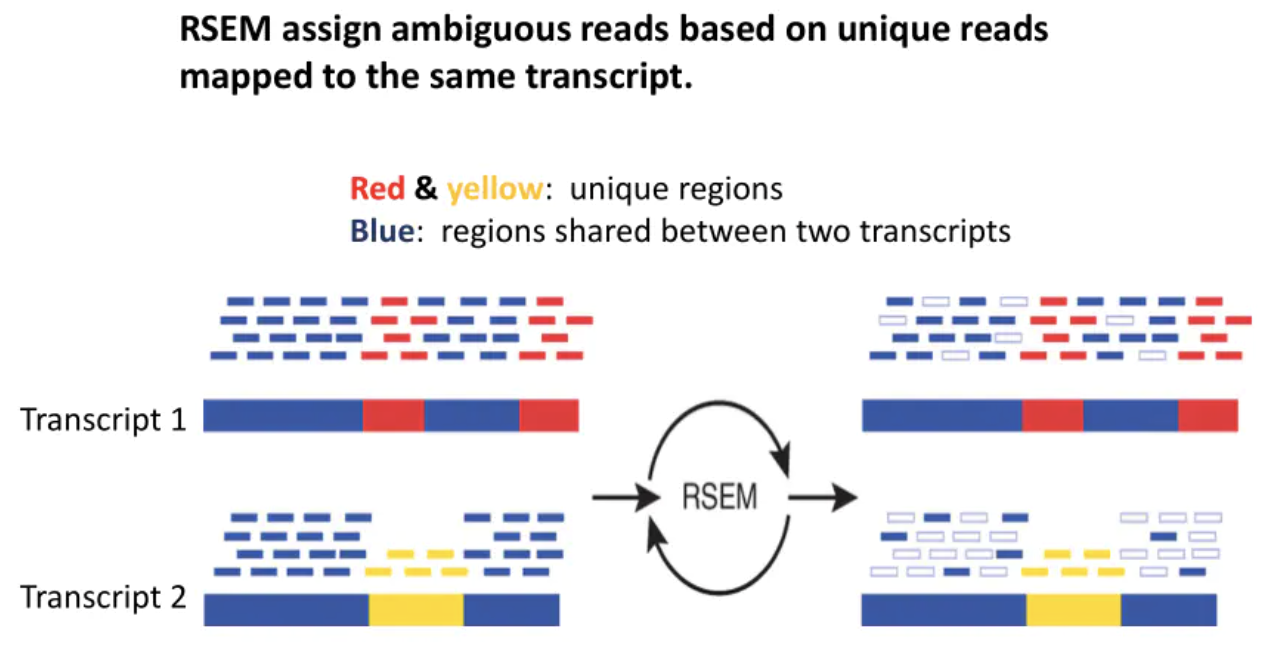 RSEM assign ambiguous reads based on unique reads
mapped to the same transcript.
Red & yellow: unique regions
Blue: regions shared between two transcripts
Transcript 1
RSEM
Transcript 2